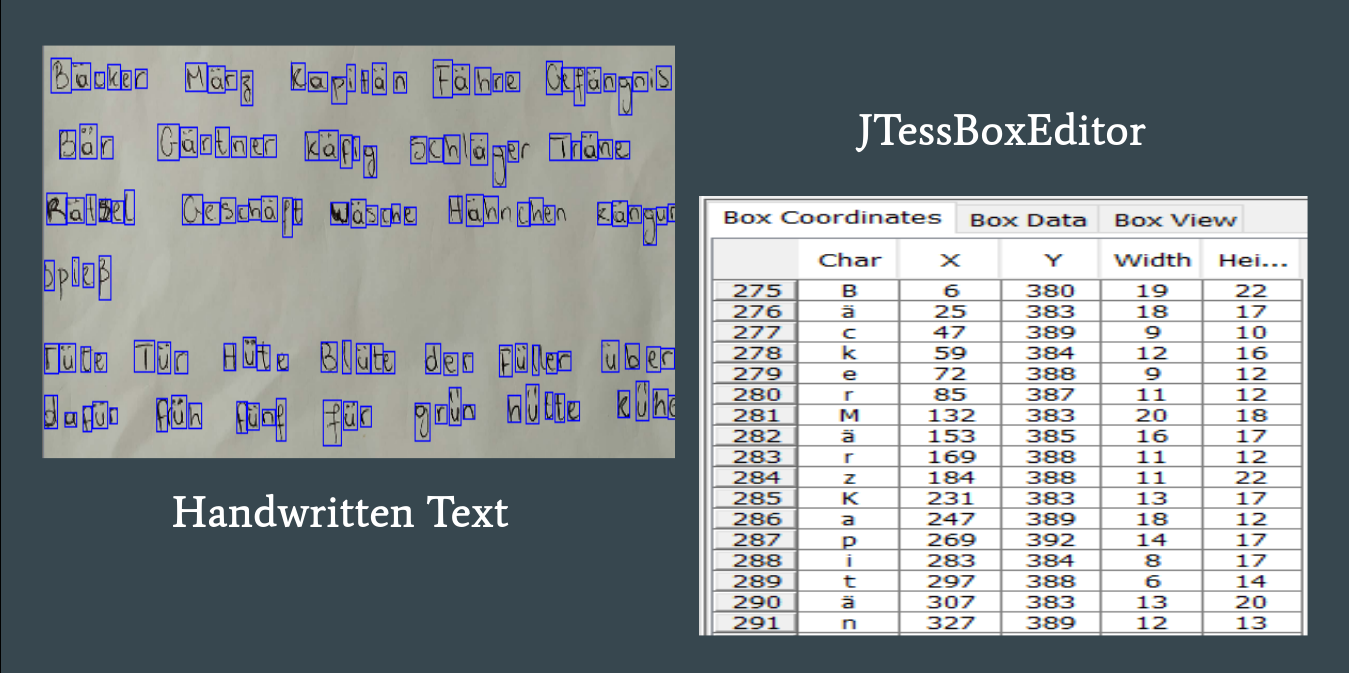 Bäcker März Kapitän Fähre Gefängnis
Bär Gärtner Käfig Schläger Träne
Rätsel Geschäft Wäsche Hähnchen
Spieß
Tüte Tür Hüte Blüte der Füller über
dafür früh fünf für grün hütte
Handwritten Text
JTessBoxEditor
Box Coordinates Box Data Box View
Char X Y Width Hei...
275 B 6 380 19 22
276 ä 25 383 18 17
277 c 47 389 9 10
278 k 59 384 12 16
279 e 72 388 9 12
280 r 85 387 11 12
281 M 132 383 20 18
282 ä 153 385 16 17
283 r 169 388 11 12
284 z 184 388 11 22
285 K 231 383 13 17
286 a 247 389 18 12
287 p 269 392 14 17
288 i 283 384 8 17
289 t 297 388 6 14
290 ä 307 383 13 20
291 n 327 389 12 13